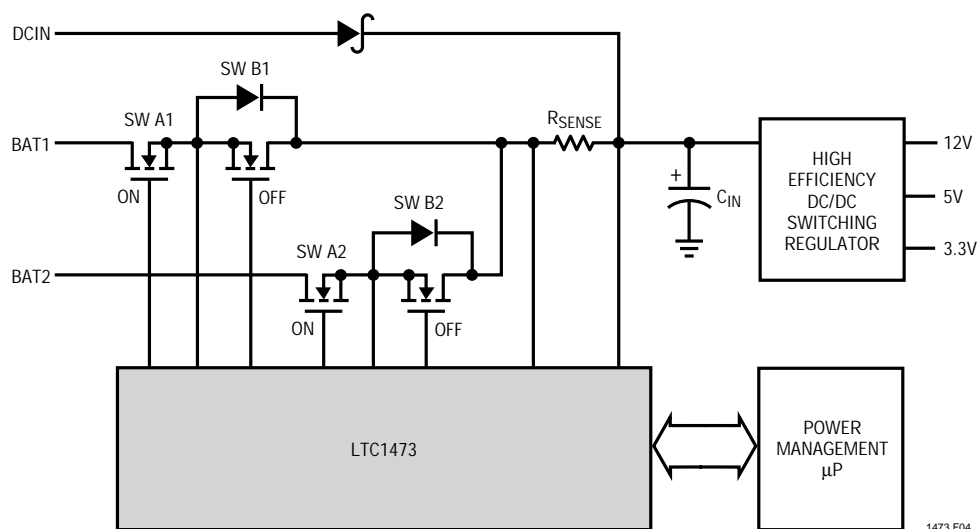 DCIN
SW B1
SW A1
BAT1
ON
OFF
RSENSE
+
CIN
HIGH
EFFICIENCY
DC/DC
SWITCHING
REGULATOR
12V
5V
3.3V
SW B2
SW A2
BAT2
ON
OFF
LTC1473
POWER
MANAGEMENT
µP
1473 F04